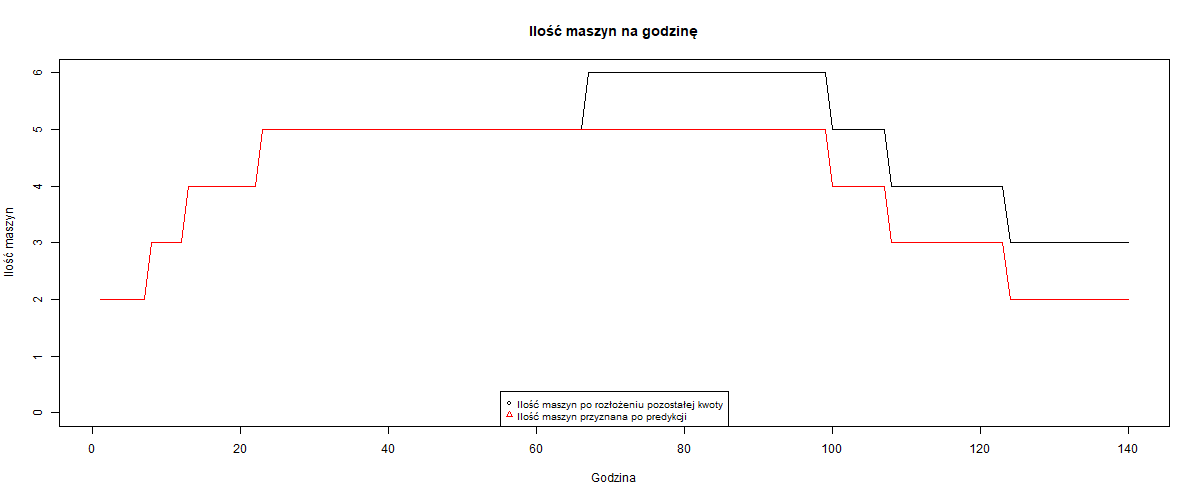 Ilość maszyn na godzinę
Ilość maszyn
6
5
4
3
2
1
0
Ilość maszyn po rozłożeniu pozostałej kwoty
Ilość maszyn przyznana po predykcji
0 20 40 60 80 100 120 140
Godzina